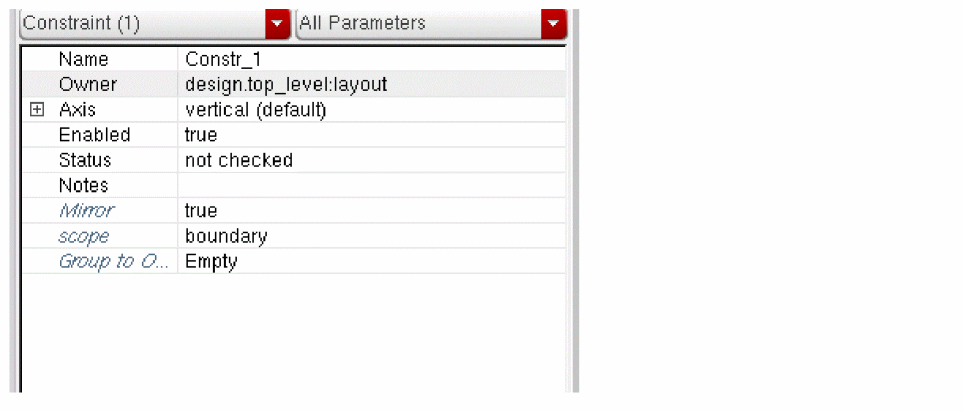 Constraint (1) All Parameters
Name Constr_1
Owner design.top_level:layout
Axis vertical (default)
Enabled true
Status not checked
Notes
Mirror true
scope boundary
Group to O... Empty